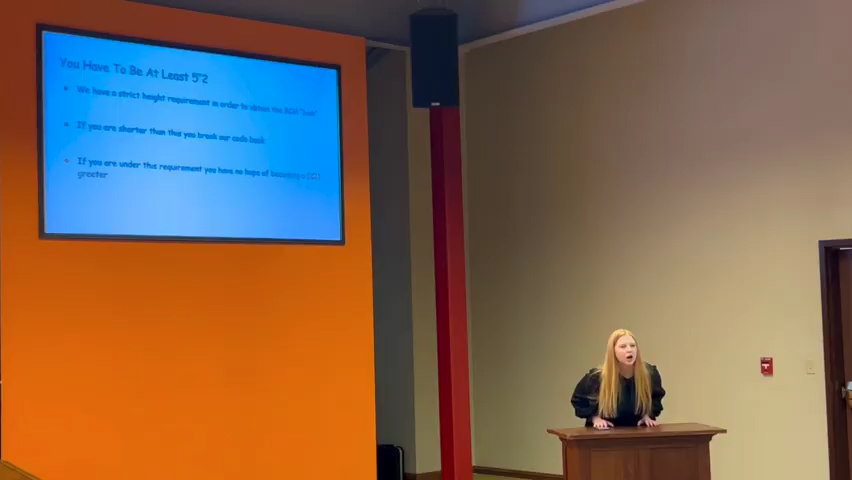 You Have To Be At Least 5"2
We have a strict height requirement in order to obtain the
If you are shorter than this you break our code book
If you are under this requirement you have no hope of becoming a
greeter